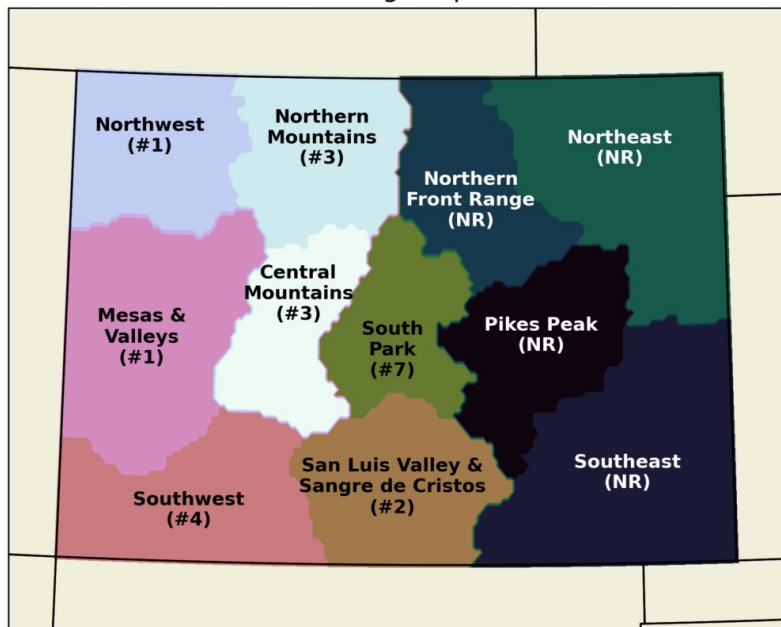 Northwest
(#1)
Northern
Mountains
(#3)
Northern
Front Range
(NR)
Northeast
(NR)
Mesas &
Valleys
(#1)
Central
Mountains
(#3)
South
Park
(#7)
Pikes Peak
(NR)
Southwest
(#4)
San Luis Valley &
Sangre de Cristos
(#2)
Southeast
(NR)